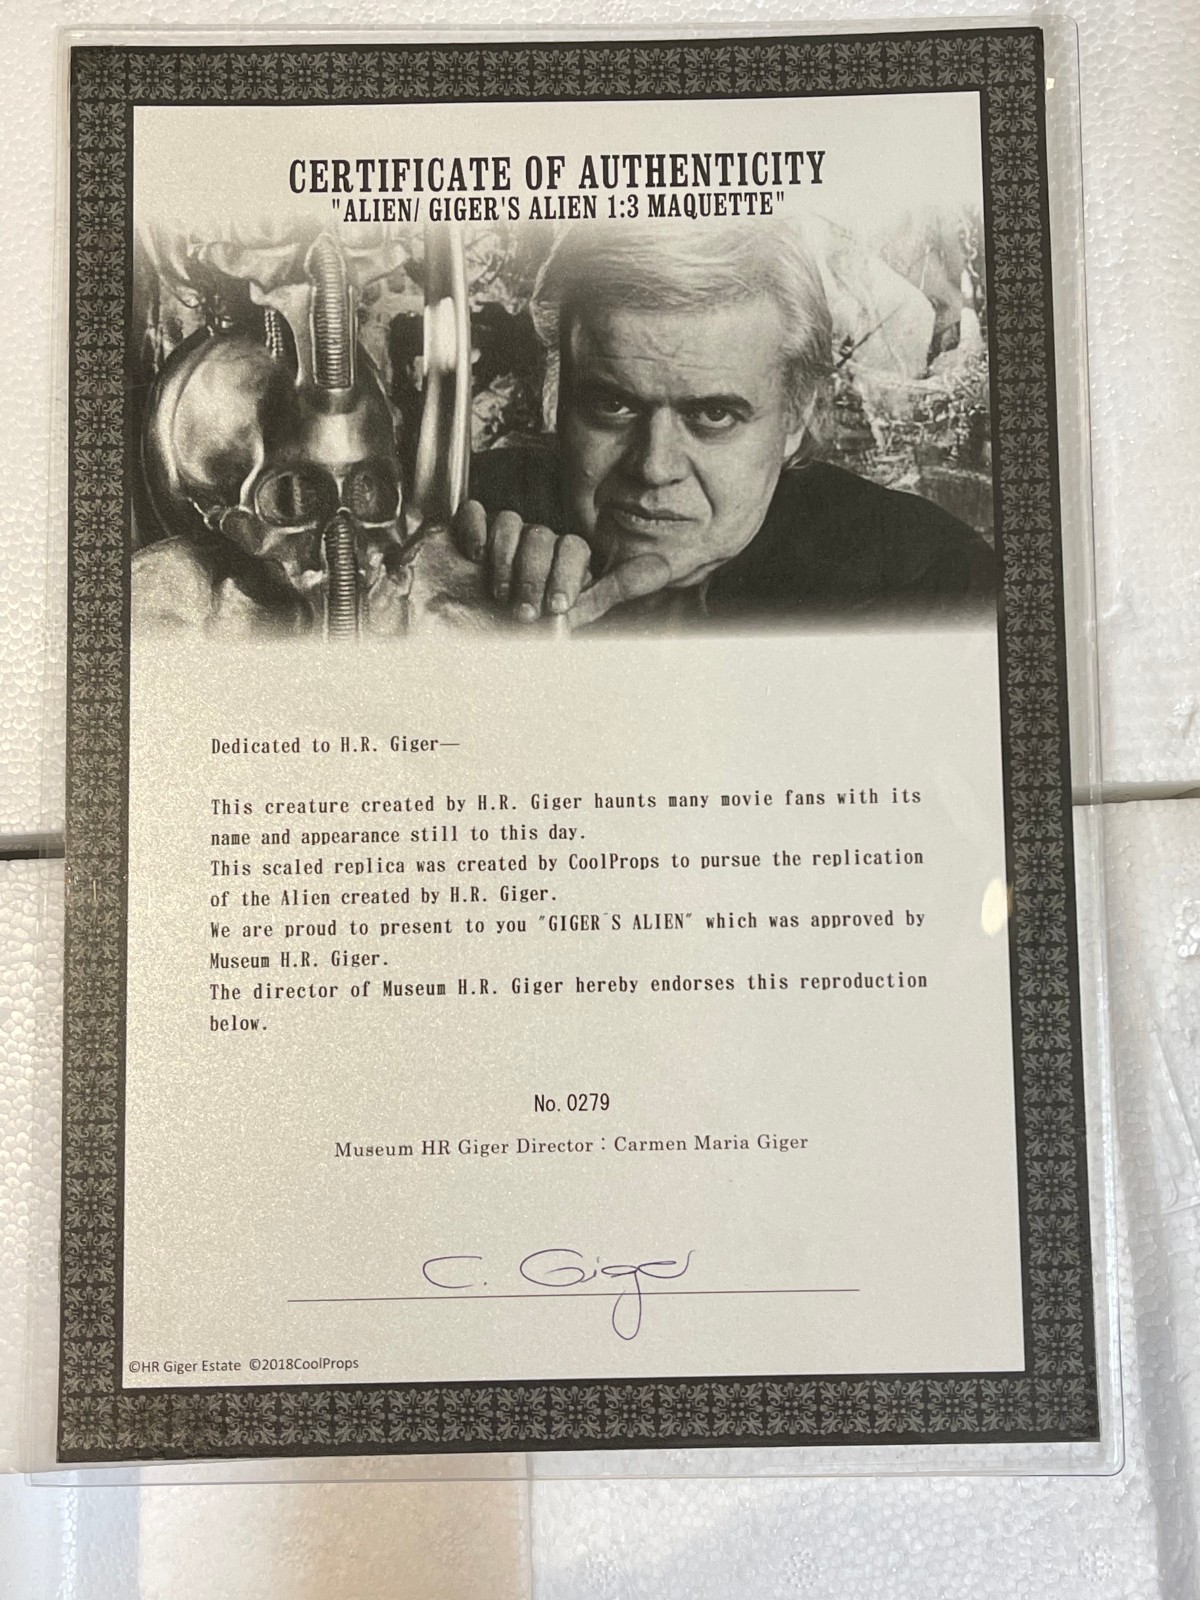 CERTIFICATE OF AUTHENTICITY
"ALIEN/ GIGER'S ALIEN 1:3 MAQUETTE"
Dedicated to H.R. Giger—
This creature created by H.R. Giger haunts many movie fans with its
name and appearance still to this day.
This scaled replica was created by CoolProps to pursue the replication
of the Alien created by H.R. Giger.
We are proud to present to you "GIGER´S ALIEN" which was approved by
Museum H.R. Giger.
The director of Museum H.R. Giger hereby endorses this reproduction
below.
No. 0279
Museum HR Giger Director : Carmen Maria Giger
C. Giger
©HR Giger Estate ©2018CoolProps